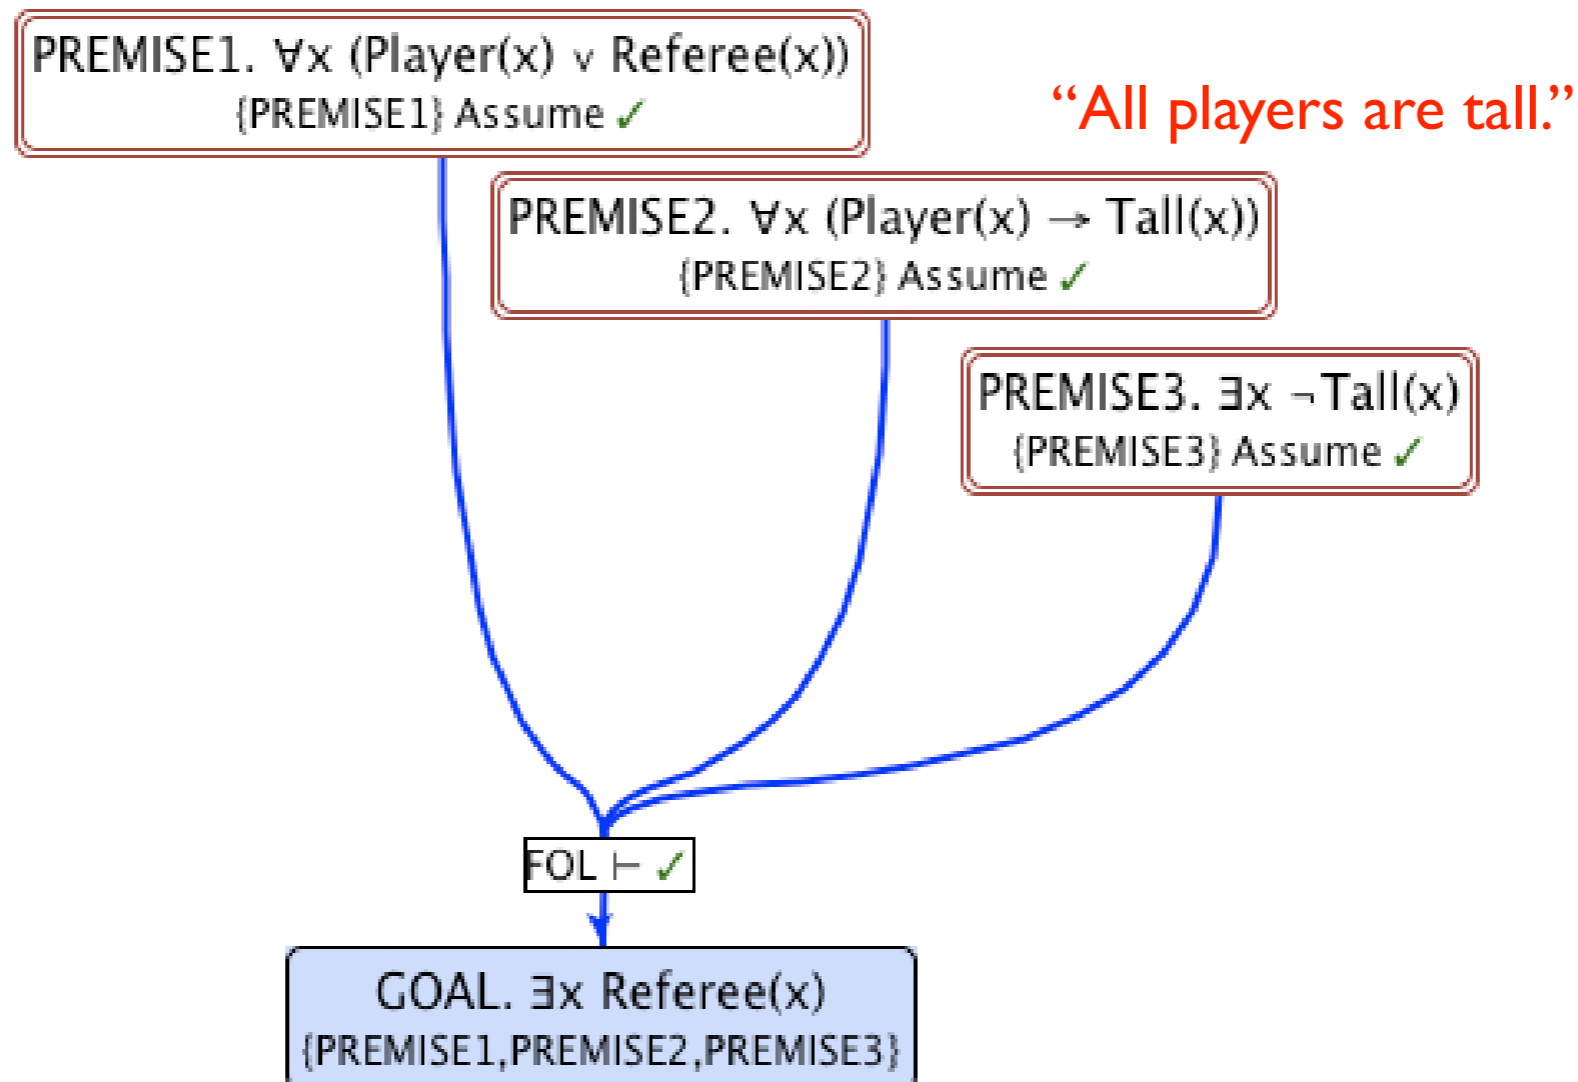 PREMISE1. ∀x (Player(x) ∨ Referee(x))
{PREMISE1} Assume ✓
“All players are tall.”
PREMISE2. ∀x (Player(x) → Tall(x))
{PREMISE2} Assume ✓
PREMISE3. ∃x ¬Tall(x)
{PREMISE3} Assume ✓
FOL ⊢ ✓
GOAL. ∃x Referee(x)
{PREMISE1,PREMISE2,PREMISE3}